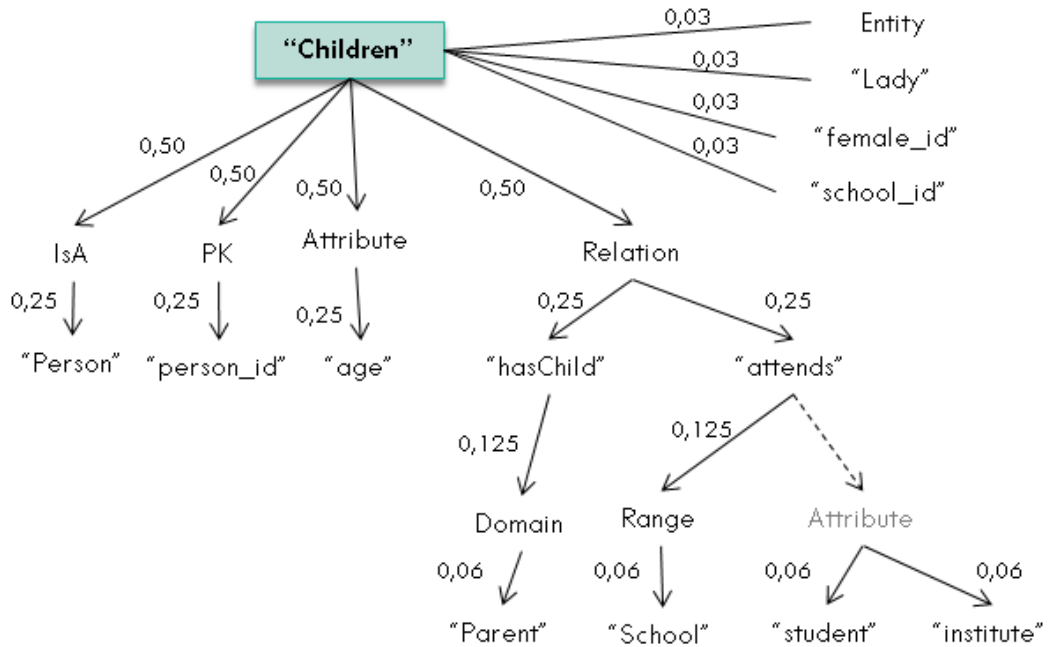 “Children”
0,03
Entity
0,03
“Lady”
0,03
“female_id”
0,03
“school_id”
0,50
0,50
0,50
0,50
IsA
PK
Attribute
Relation
0,25
0,25
0,25
0,25
0,25
“Person”
“person_id”
“age”
“hasChild”
“attends”
0,125
0,125
Domain
Range
Attribute
0,06
0,06
0,06
0,06
“Parent”
“School”
“student”
“institute”